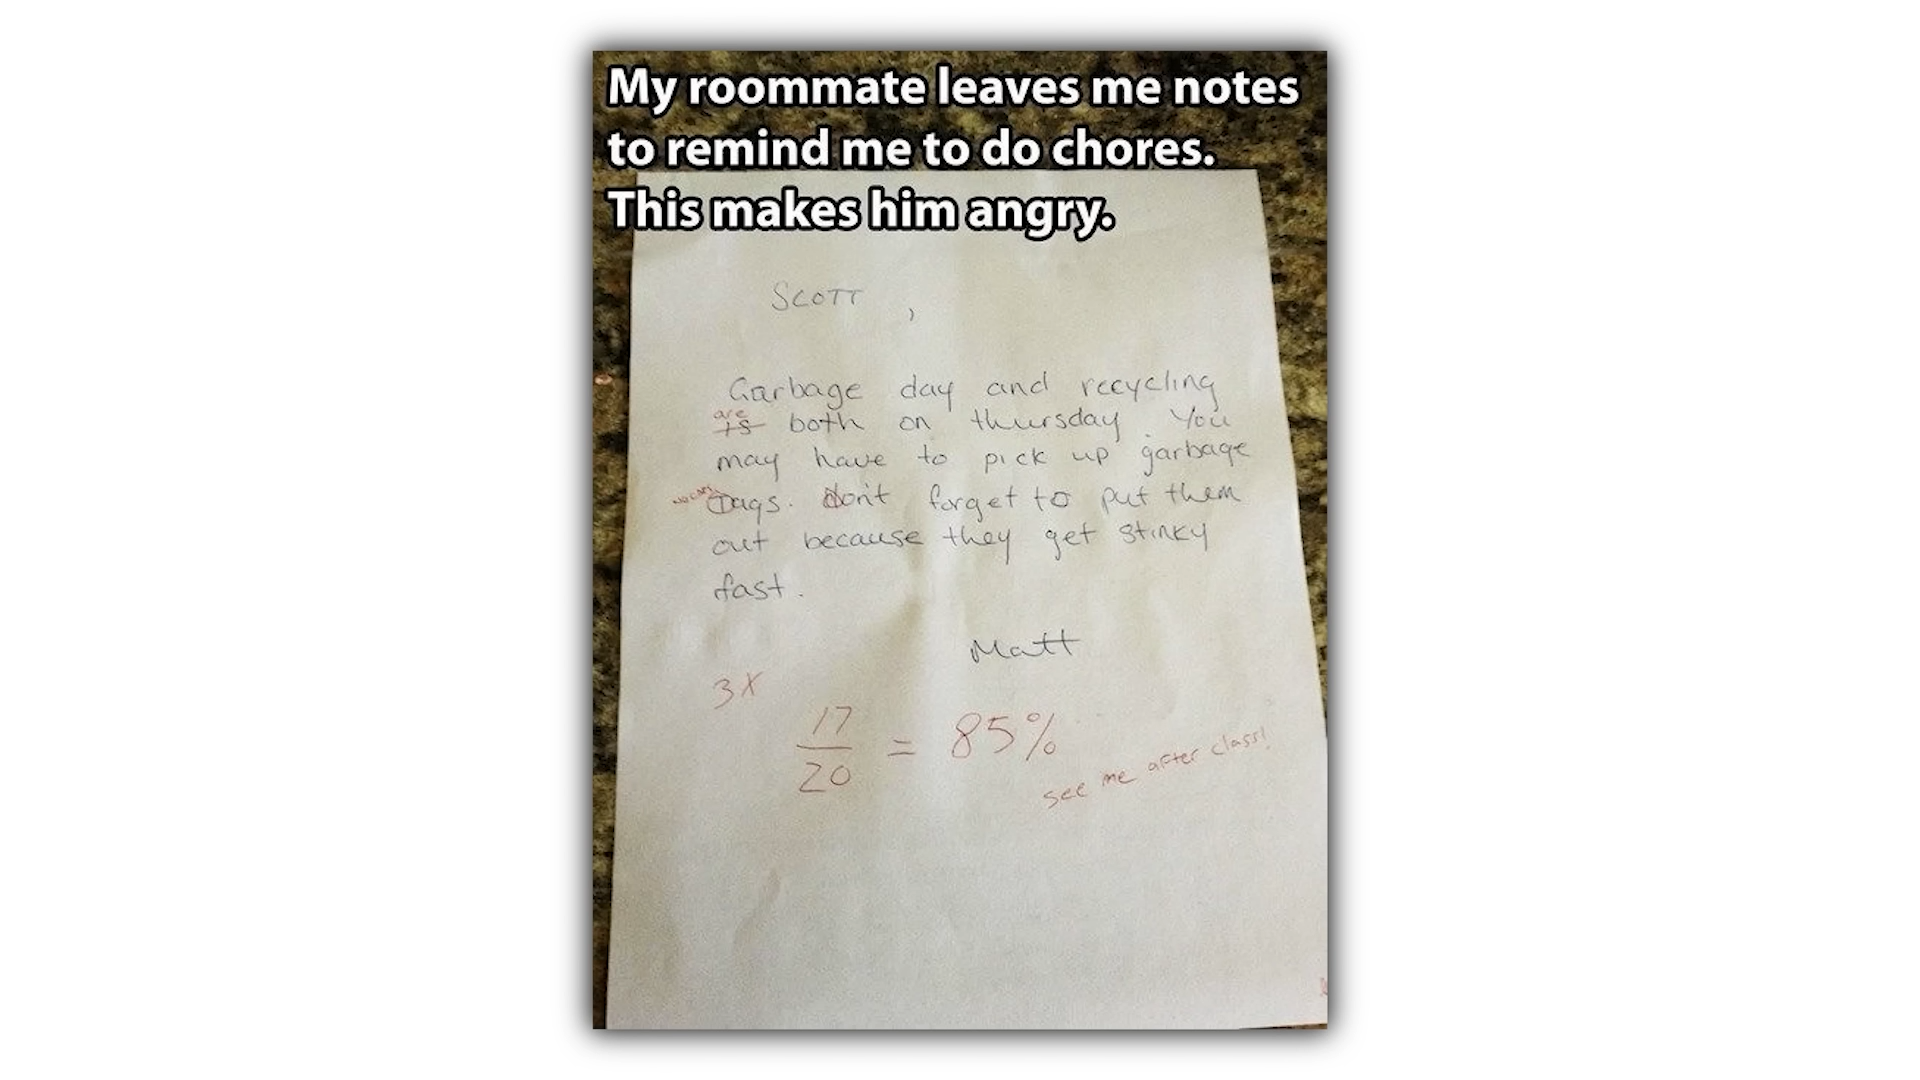 My roommate leaves me notes
to remind me to do chores.
This makes him angry.
SCOTT ,
Garbage day and recycling
are
is both on thursday. You
may have to pick up garbage
bags. don't forget to put them
out because they get stinky
fast.
Matt
3X
17
20 = 85%
see me after class!